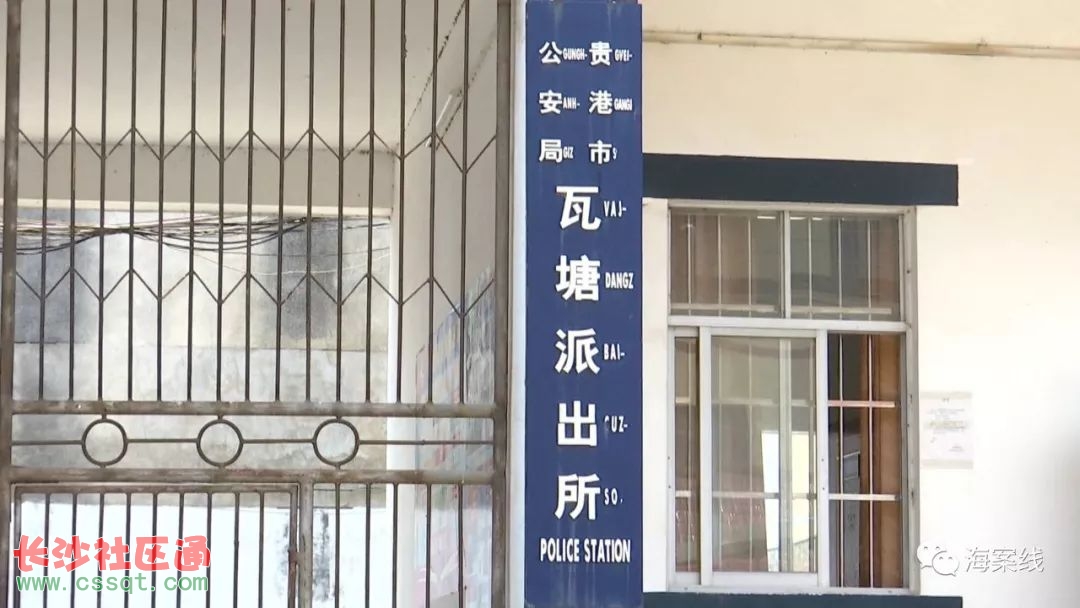 贵港市
GVEI-
GANGJ
公安局
GUNGH-
ANH-
GIZ
瓦塘派出所
VAJ-
DANGZ
BAI-
CUZ-
SO.
POLICE STATION
长沙社区通
www.cssqt.com
海案线